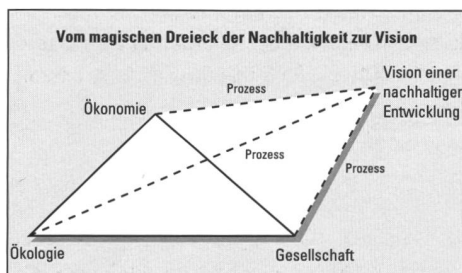 Vom magischen Dreieck der Nachhaltigkeit zur Vision
Vision einer
nachhaltigen
Entwicklung
Prozess
Ökonomie
Prozess
Prozess
Ökologie
Gesellschaft